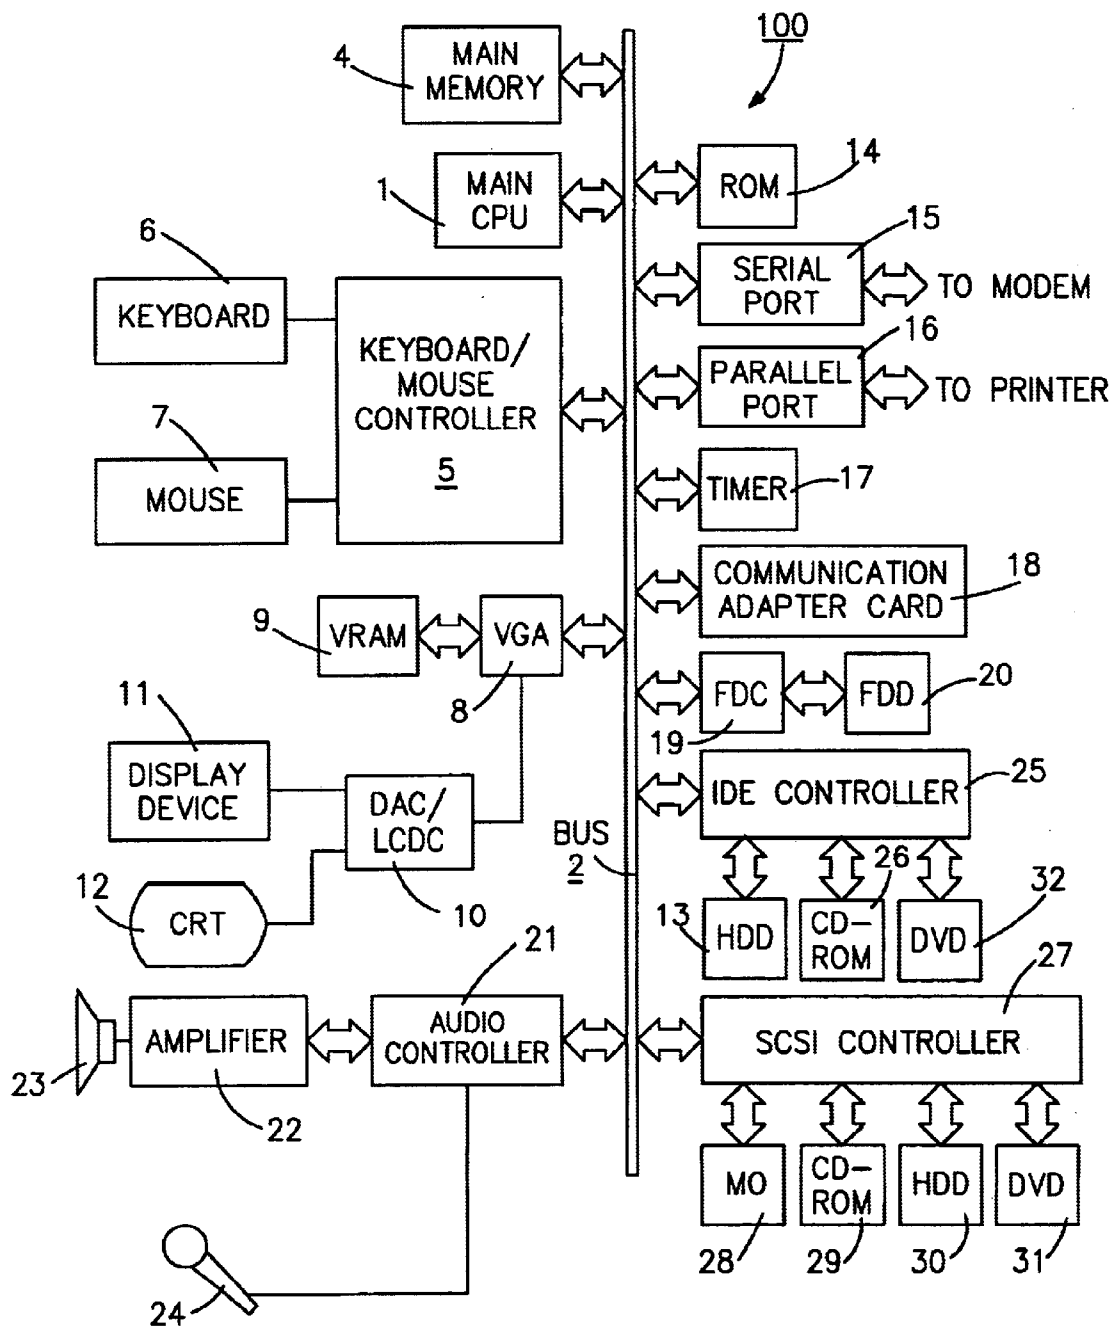 100
4
MAIN
MEMORY
14
ROM
1
MAIN
CPU
15
SERIAL
PORT
TO MODEM
6
KEYBOARD
KEYBOARD/
MOUSE
CONTROLLER
5
16
PARALLEL
PORT
TO PRINTER
7
MOUSE
TIMER
17
COMMUNICATION
ADAPTER CARD
18
9
VRAM
VGA
8
FDC
19
FDD
20
11
DISPLAY
DEVICE
DAC/
LCDC
10
IDE CONTROLLER
25
BUS
2
12
CRT
13
HDD
26
CD-
ROM
32
DVD
21
AUDIO
CONTROLLER
27
SCSI CONTROLLER
23
AMPLIFIER
22
MO
28
CD-
ROM
29
HDD
30
DVD
31
24